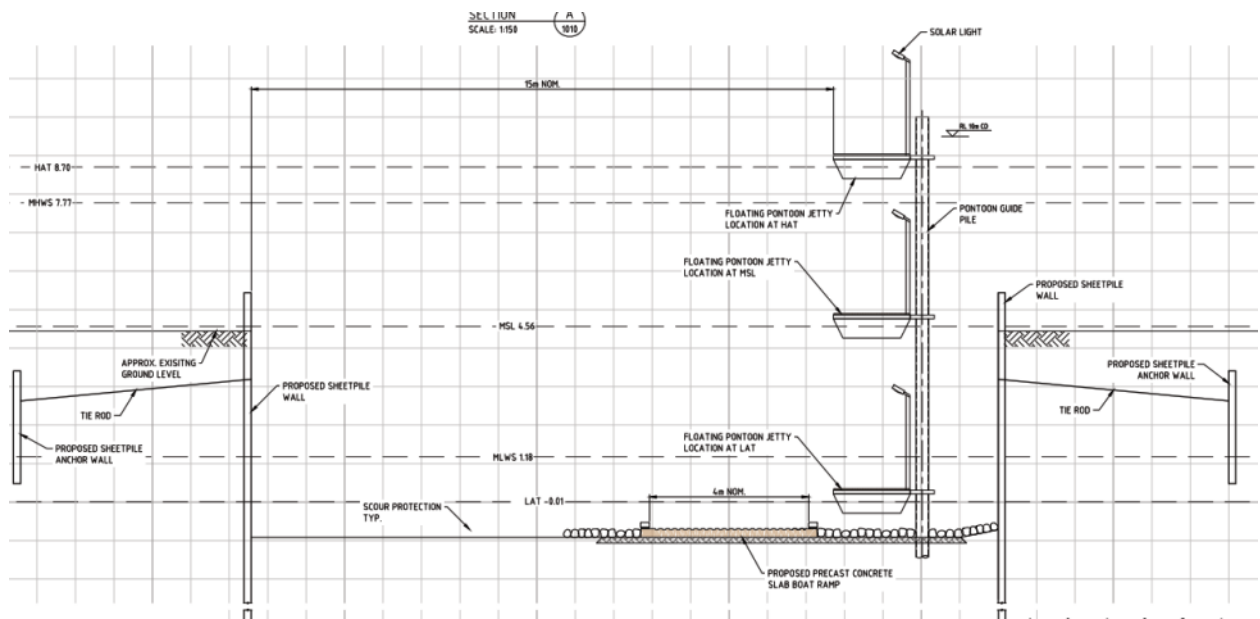 SECTION
SCALE: 1:150
A
1010
SOLAR LIGHT
15m NOM.
RL 10m CD
HAT 8.70
MHWS 7.77
FLOATING PONTOON JETTY
LOCATION AT HAT
PONTOON GUIDE
PILE
FLOATING PONTOON JETTY
LOCATION AT MSL
PROPOSED SHEETPILE
WALL
MSL 4.56
APPROX. EXISITNG
GROUND LEVEL
PROPOSED SHEETPILE
WALL
PROPOSED SHEETPILE
ANCHOR WALL
TIE ROD
TIE ROD
PROPOSED SHEETPILE
ANCHOR WALL
FLOATING PONTOON JETTY
LOCATION AT LAT
MLWS 1.18
4m NOM.
LAT -0.01
SCOUR PROTECTION
TYP.
PROPOSED PRECAST CONCRETE
SLAB BOAT RAMP